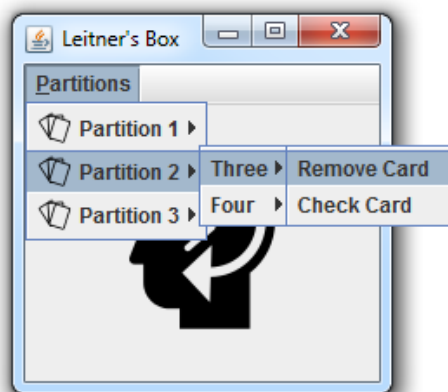 Leitner's Box
Partitions
Partition 1
Partition 2 Three Remove Card
Four Check Card
Partition 3